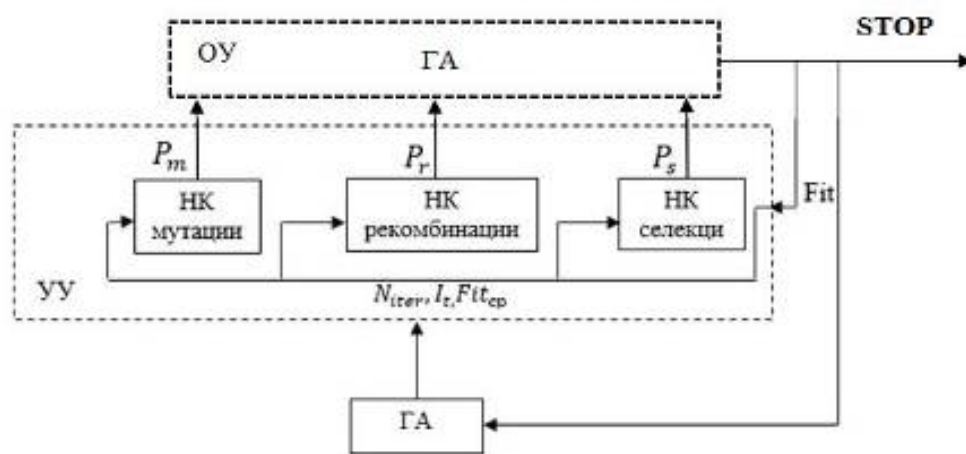 STOP
ОУ
ГА
P_m
P_r
P_s
Fit
НК
мутации
НК
рекомбинации
НК
селекци
УУ
N_iter, I_t, Fit_ср
ГА